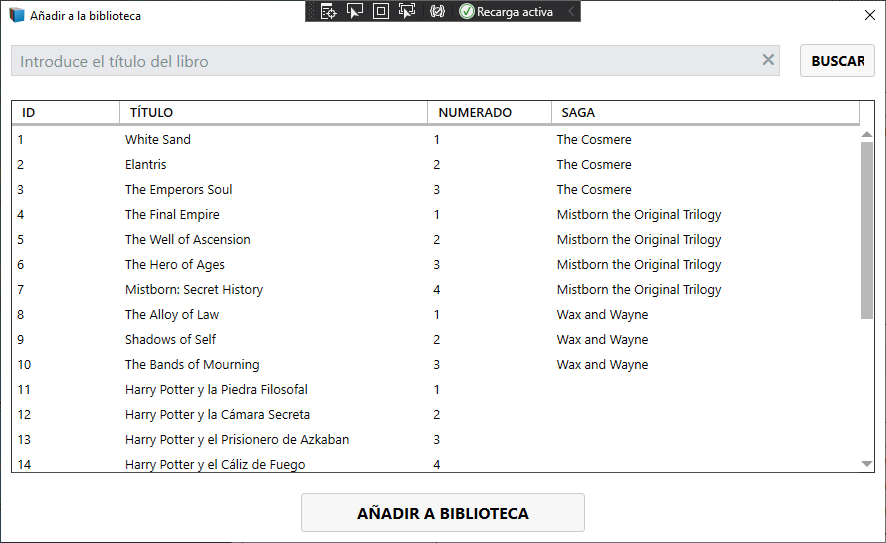 Añadir a la biblioteca
Recarga activa
Introduce el título del libro
BUSCAR
ID TÍTULO NUMERADO SAGA
1 White Sand 1 The Cosmere
2 Elantris 2 The Cosmere
3 The Emperors Soul 3 The Cosmere
4 The Final Empire 1 Mistborn the Original Trilogy
5 The Well of Ascension 2 Mistborn the Original Trilogy
6 The Hero of Ages 3 Mistborn the Original Trilogy
7 Mistborn: Secret History 4 Mistborn the Original Trilogy
8 The Alloy of Law 1 Wax and Wayne
9 Shadows of Self 2 Wax and Wayne
10 The Bands of Mourning 3 Wax and Wayne
11 Harry Potter y la Piedra Filosofal 1
12 Harry Potter y la Cámara Secreta 2
13 Harry Potter y el Prisionero de Azkaban 3
14 Harry Potter y el Cáliz de Fuego 4
AÑADIR A BIBLIOTECA